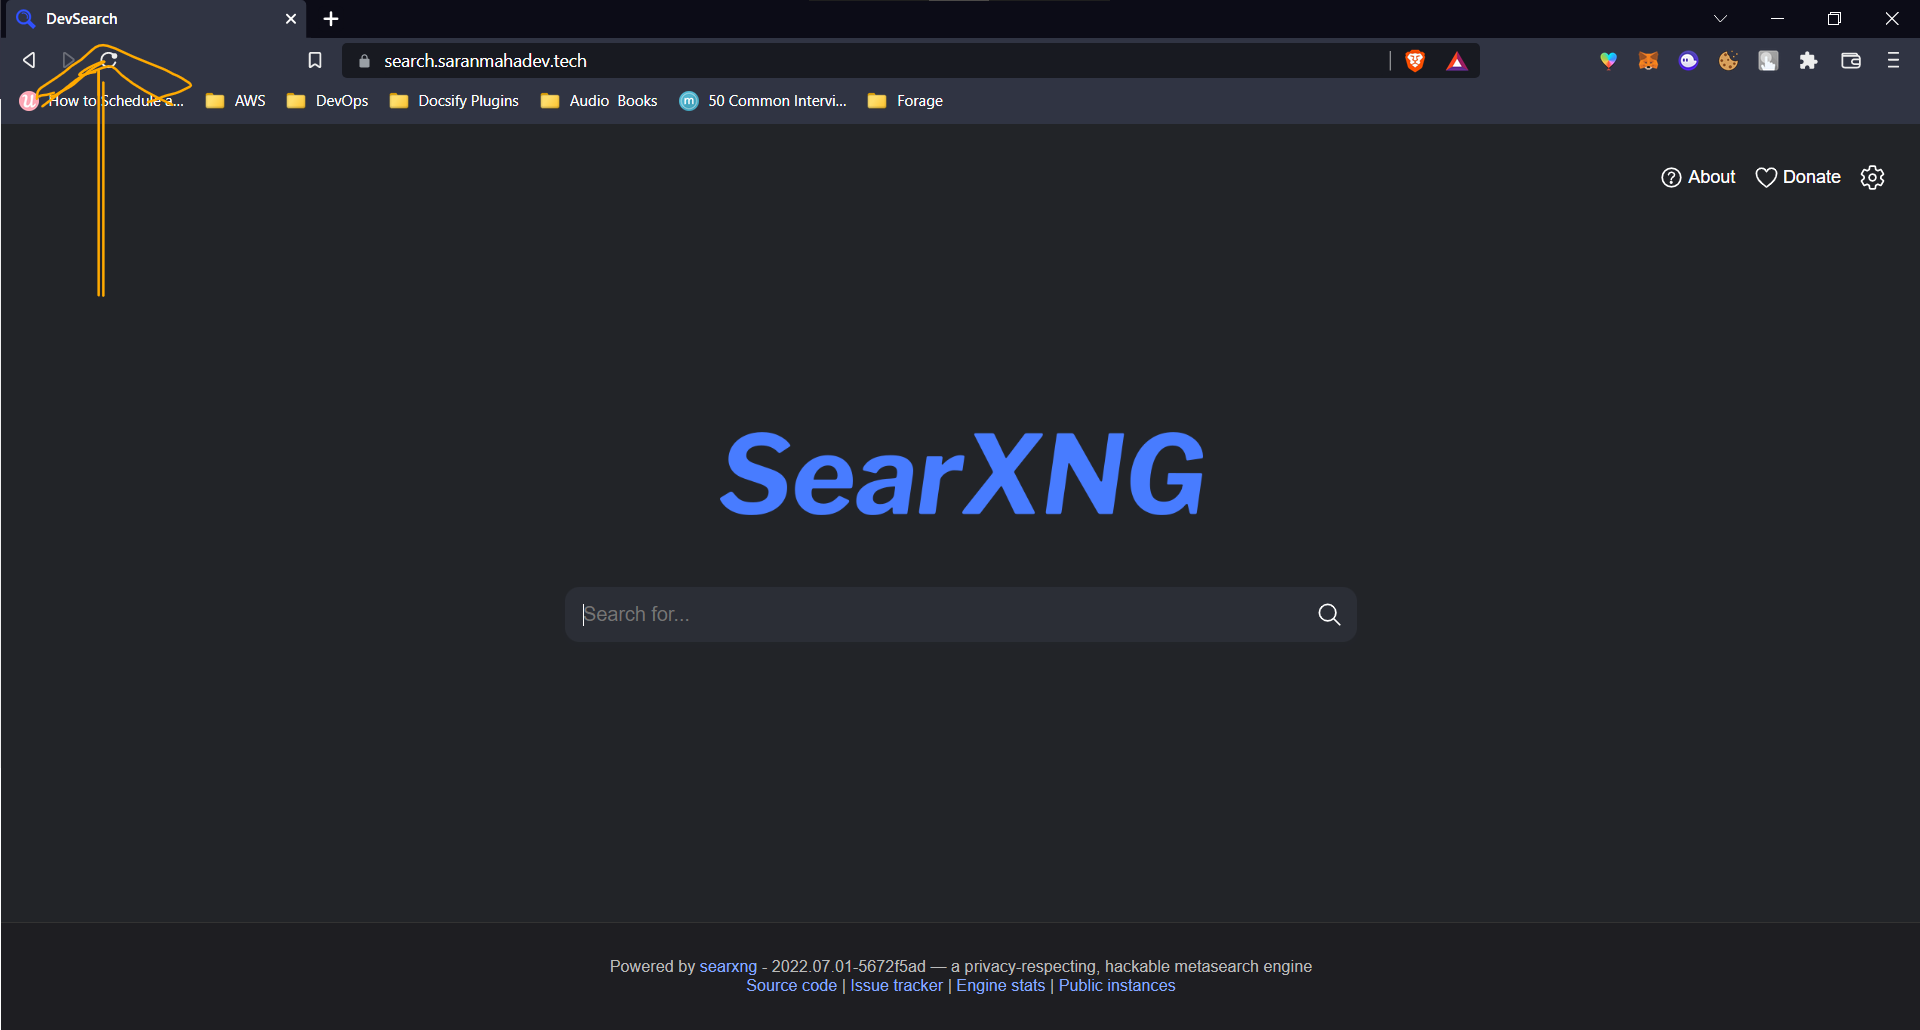 DevSearch
search.saranmahadev.tech
u How to Schedule a... AWS DevOps Docsify Plugins Audio Books m 50 Common Intervi... Forage
About Donate
SearXNG
Search for...
Powered by searxng - 2022.07.01-5672f5ad — a privacy-respecting, hackable metasearch engine
Source code | Issue tracker | Engine stats | Public instances